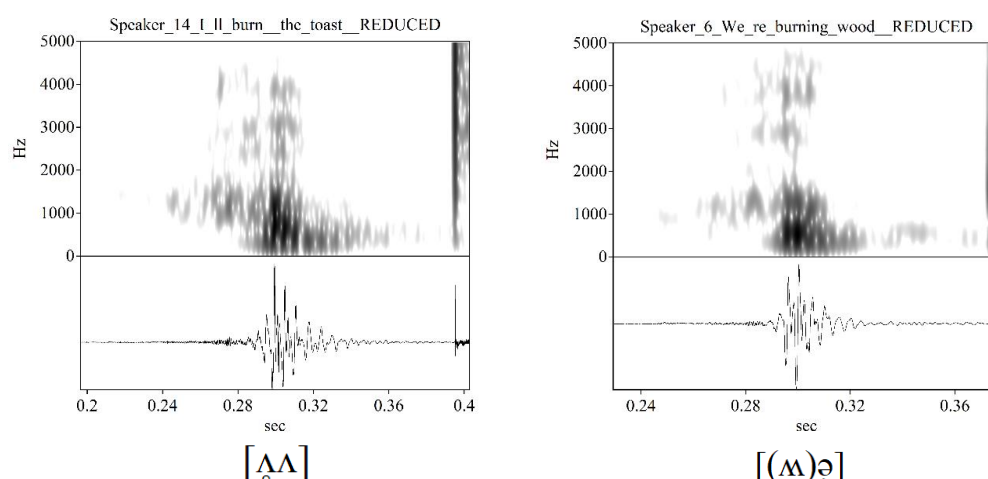 Speaker_14_I_ll_burn__the_toast__REDUCED
5000
4000
3000
2000
1000
0
Hz
0.2 0.24 0.28 0.32 0.36 0.4
sec
[ʌ̥ʌ]
Speaker_6_We_re_burning_wood__REDUCED
5000
4000
3000
2000
1000
0
Hz
0.24 0.28 0.32 0.36
sec
[(ʍ)ə]